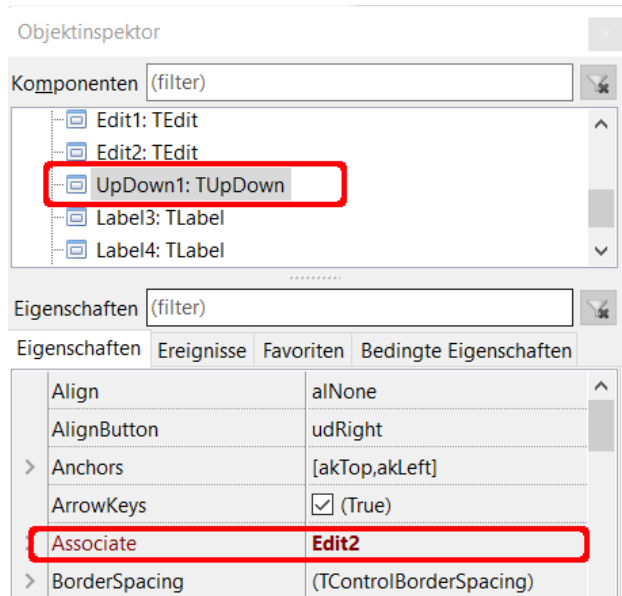 Objektinspektor
Komponenten (filter)
Edit1: TEdit
Edit2: TEdit
UpDown1: TUpDown
Label3: TLabel
Label4: TLabel
Eigenschaften (filter)
Eigenschaften Ereignisse Favoriten Bedingte Eigenschaften
Align alNone
AlignButton udRight
Anchors [akTop,akLeft]
ArrowKeys (True)
Associate Edit2
BorderSpacing (TControlBorderSpacing)